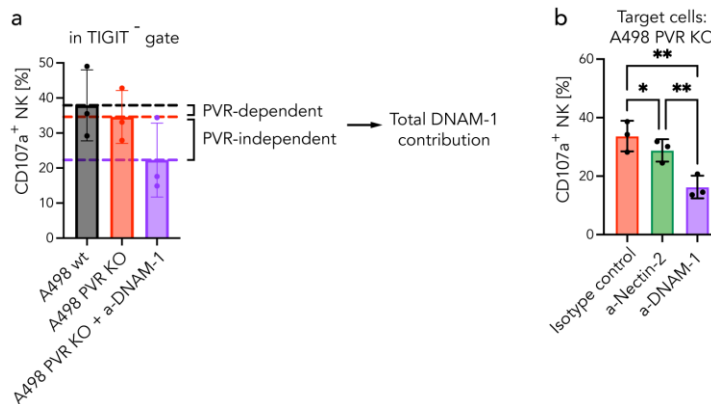 a
in TIGIT - gate
CD107a+ NK [%]
50
40
30
20
10
0
PVR-dependent
PVR-independent
Total DNAM-1
contribution
A498 wt
A498 PVR KO
A498 PVR KO + a-DNAM-1
b
Target cells:
A498 PVR KO
CD107a+ NK [%]
60
40
20
0
**
*
**
Isotype control
a-Nectin-2
a-DNAM-1